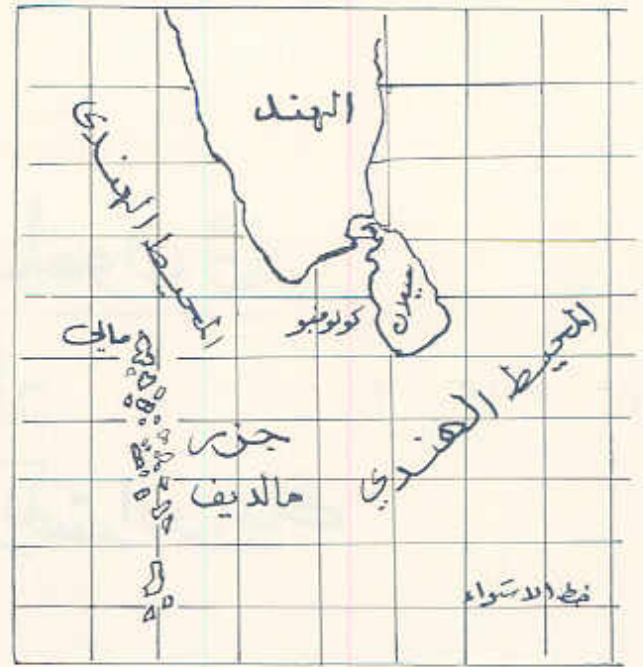 الهند
المحيط الهندي
سيلان
كولومبو
مالي
المحيط الهندي
جزر
مالديف
خط الاستواء